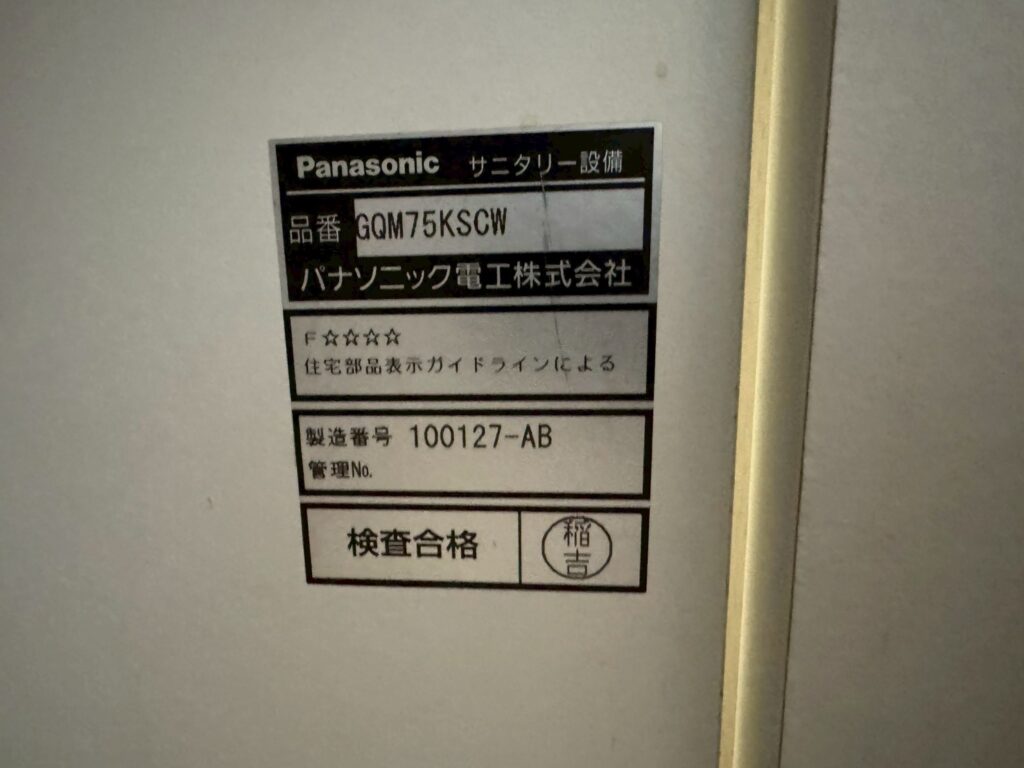 Panasonic サニタリー設備
品番 GQM75KSCW
パナソニック電工株式会社
F☆☆☆☆
住宅部品表示ガイドラインによる
製造番号 100127-AB
管理No.
検査合格 稲吉